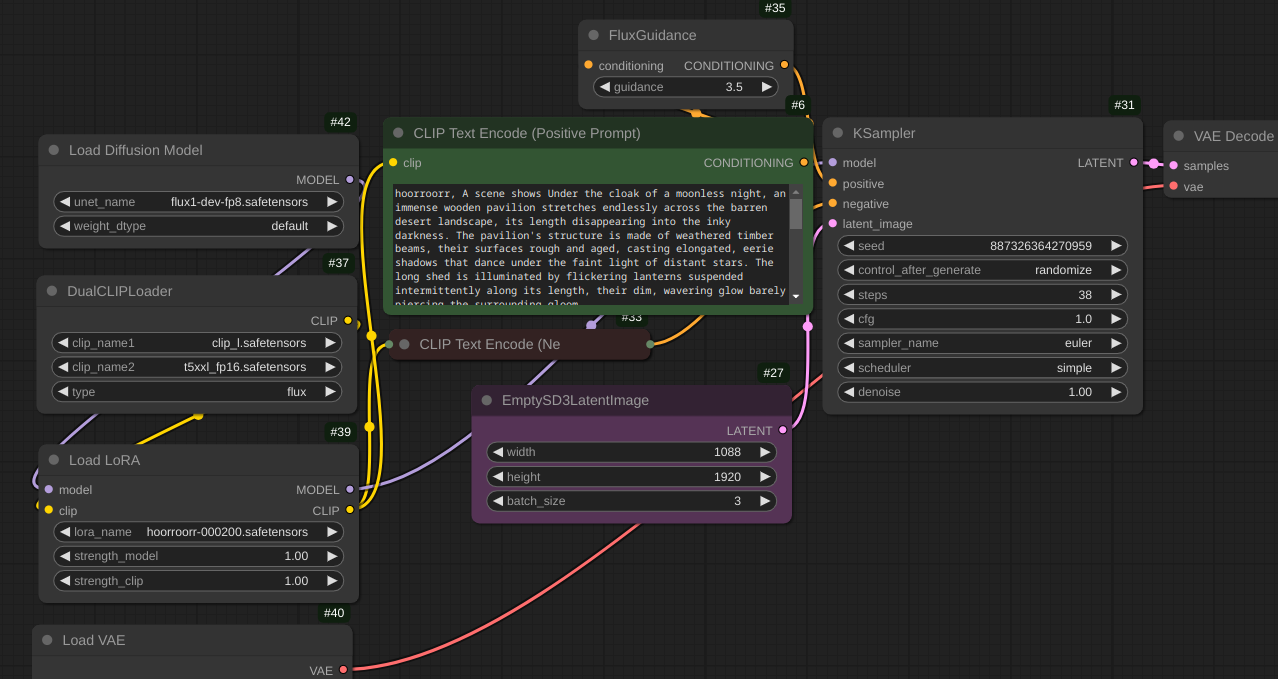 #35
FluxGuidance
conditioning CONDITIONING
guidance 3.5
#42
Load Diffusion Model
MODEL
unet_name flux1-dev-fp8.safetensors
weight_dtype default
#6
CLIP Text Encode (Positive Prompt)
clip CONDITIONING
hoorroorr, A scene shows Under the cloak of a moonless night, an
immense wooden pavilion stretches endlessly across the barren
desert landscape, its length disappearing into the inky
darkness. The pavilion's structure is made of weathered timber
beams, their surfaces rough and aged, casting elongated, eerie
shadows that dance under the faint light of distant stars. The
long shed is illuminated by flickering lanterns suspended
intermittently along its length, their dim, wavering glow barely
piercing the surrounding gloom.
#31
KSampler
model LATENT
positive
negative
latent_image
seed 887326364270959
control_after_generate randomize
steps 38
cfg 1.0
sampler_name euler
scheduler simple
denoise 1.00
VAE Decode
samples
vae
#37
DualCLIPLoader
CLIP
clip_name1 clip_l.safetensors
clip_name2 t5xxl_fp16.safetensors
type flux
#33
CLIP Text Encode (Ne
#27
EmptySD3LatentImage
LATENT
width 1088
height 1920
batch_size 3
#39
Load LoRA
model MODEL
clip CLIP
lora_name hoorroorr-000200.safetensors
strength_model 1.00
strength_clip 1.00
#40
Load VAE
VAE